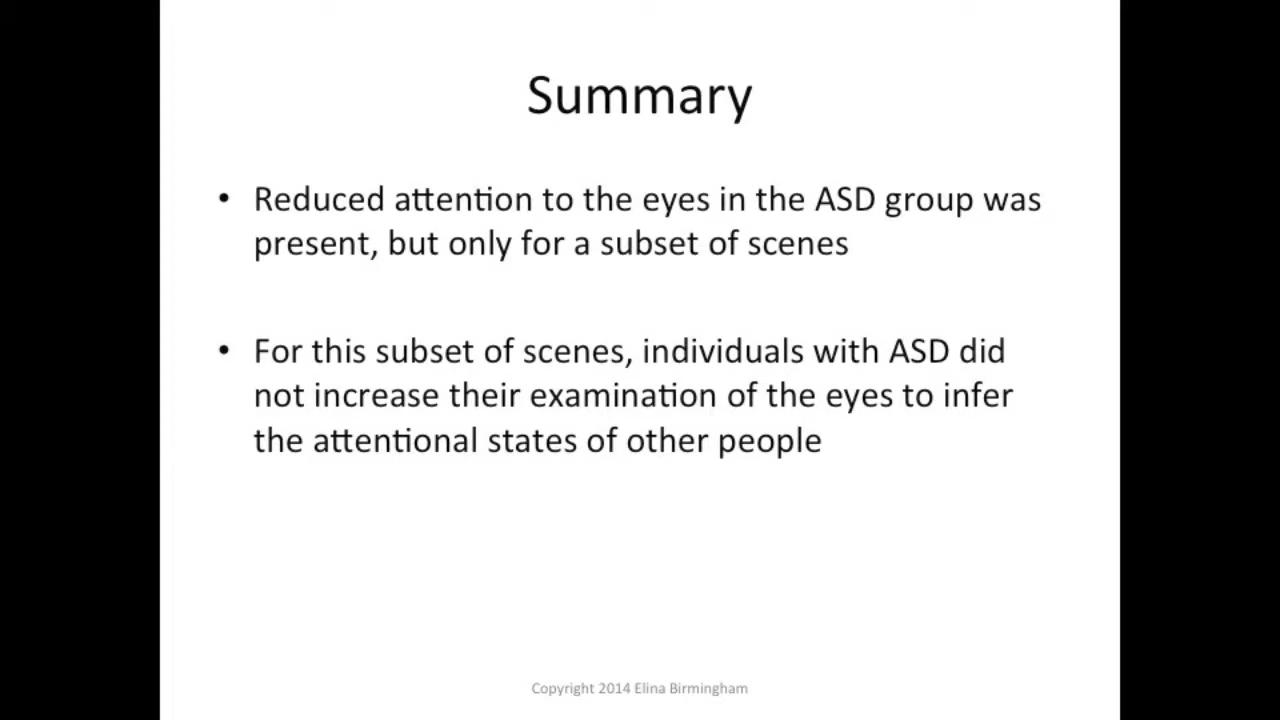 Summary
• Reduced attention to the eyes in the ASD group was
present, but only for a subset of scenes
• For this subset of scenes, individuals with ASD did
not increase their examination of the eyes to infer
the attentional states of other people
Copyright 2014 Elina Birmingham